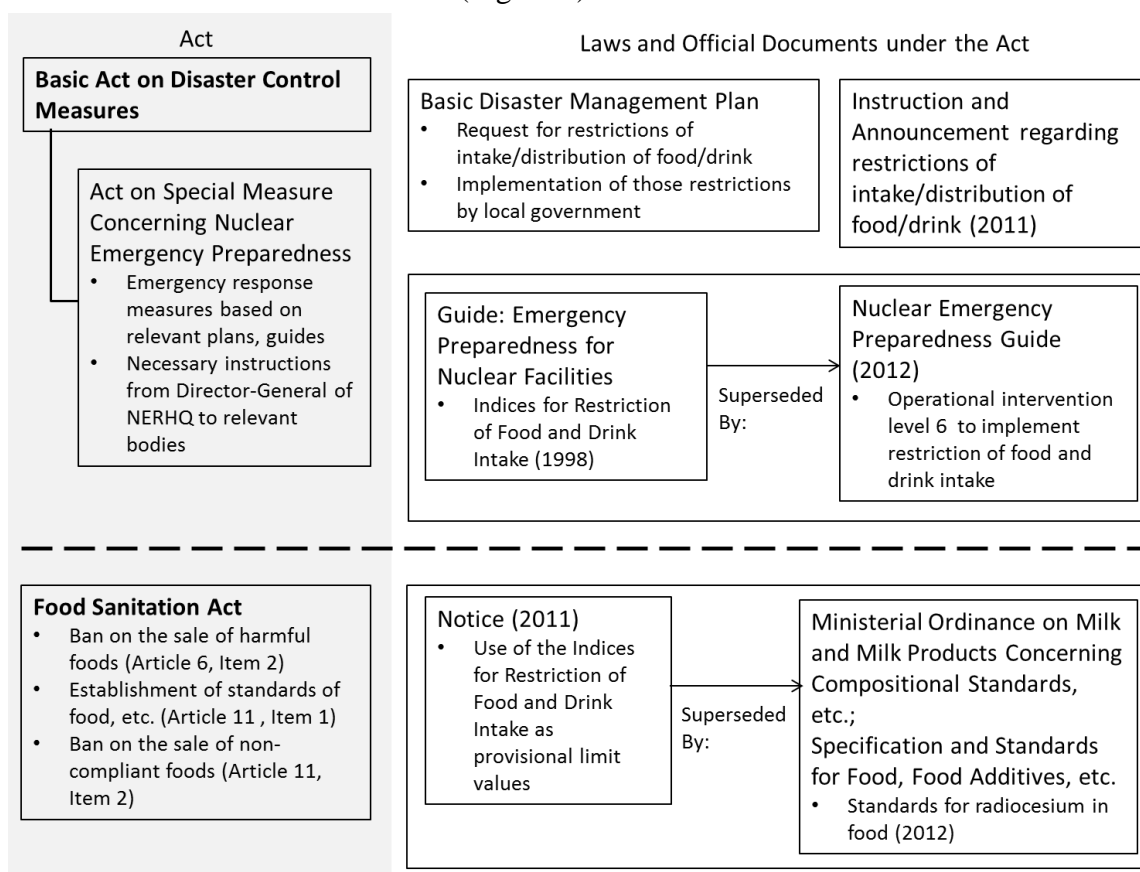 Act
Laws and Official Documents under the Act
Basic Act on Disaster Control
Measures
Act on Special Measure
Concerning Nuclear
Emergency Preparedness
• Emergency response
measures based on
relevant plans, guides
• Necessary instructions
from Director-General of
NERHQ to relevant
bodies
Basic Disaster Management Plan
• Request for restrictions of
intake/distribution of food/drink
• Implementation of those restrictions
by local government
Instruction and
Announcement regarding
restrictions of
intake/distribution of
food/drink (2011)
Guide: Emergency
Preparedness for
Nuclear Facilities
• Indices for Restriction
of Food and Drink
Intake (1998)
Superseded
By:
Nuclear Emergency
Preparedness Guide
(2012)
• Operational intervention
level 6 to implement
restriction of food and
drink intake
Food Sanitation Act
• Ban on the sale of harmful
foods (Article 6, Item 2)
• Establishment of standards of
food, etc. (Article 11 , Item 1)
• Ban on the sale of non-
compliant foods (Article 11,
Item 2)
Notice (2011)
• Use of the Indices
for Restriction of
Food and Drink
Intake as
provisional limit
values
Superseded
By:
Ministerial Ordinance on Milk
and Milk Products Concerning
Compositional Standards,
etc.;
Specification and Standards
for Food, Food Additives, etc.
• Standards for radiocesium in
food (2012)